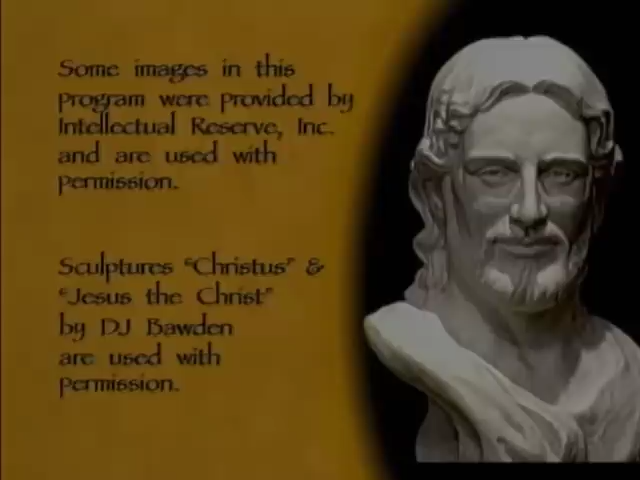 Some images in this
program were provided by
Intellectual Reserve, Inc.
and are used with
permission.
Sculptures "Christus" &
"Jesus the Christ"
by DJ Bawden
are used with
permission.